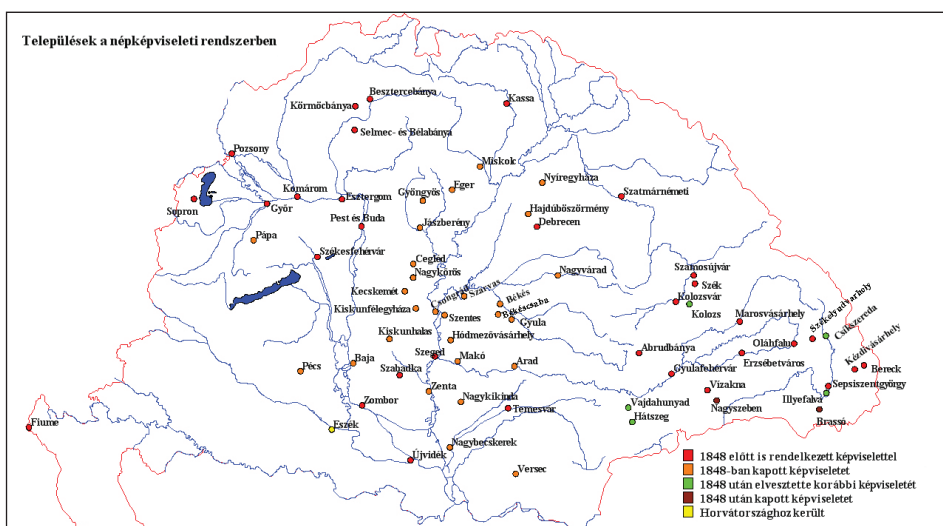 Települések a népképviseleti rendszerben
Besztercebánya
Körmöcbánya
Kassa
Selmec- és Bélabánya
Pozsony
Miskolc
Nyíregyháza
Eger
Gyöngyös
Komárom
Esztergom
Szatmárnémeti
Sopron
Győr
Hajdúböszörmény
Debrecen
Jászberény
Pest és Buda
Pápa
Székesfehérvár
Cegléd
Nagykőrös
Nagyvárad
Szamosújvár
Szék
Kecskemét
Csongrád
Szarvas
Békés
Kolozsvár
Kolozs
Kiskunfélegyháza
Szentes
Békéscsaba
Gyula
Marosvásárhely
Székelyudvarhely
Csíkszereda
Kiskunhalas
Hódmezővásárhely
Oláhfalu
Kézdivásárhely
Abrudbánya
Erzsébetváros
Bereck
Szeged
Makó
Arad
Baja
Pécs
Szabadka
Gyulafehérvár
Sepsiszentgyörgy
Vízakna
Illyefalva
Zenta
Nagykikinda
Zombor
Temesvár
Vajdahunyad
Nagyszeben
Hátszeg
Brassó
Fiume
Eszék
Nagybecskerek
Újvidék
Versec
1848 előtt is rendelkezett képviselettel
1848-ban kapott képviseletet
1848 után elvesztette korábbi képviseletét
1848 után kapott képviseletet
Horvátországhoz került